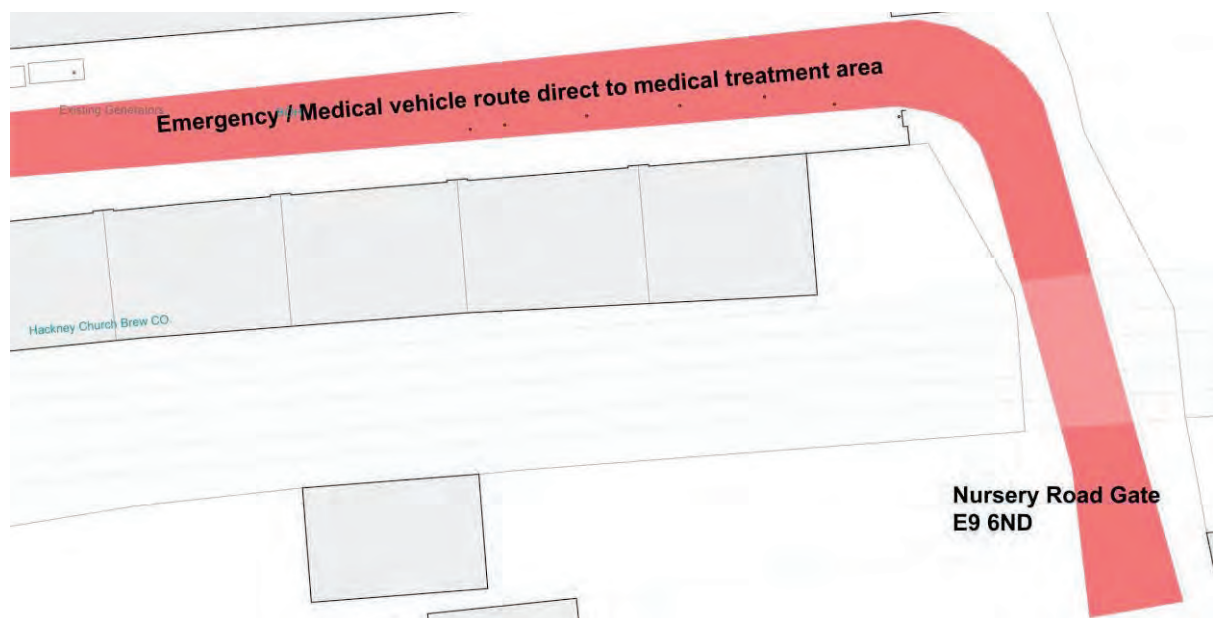 Existing Generators
Emergency / Medical vehicle route direct to medical treatment area
Hackney Church Brew CO.
Nursery Road Gate
E9 6ND